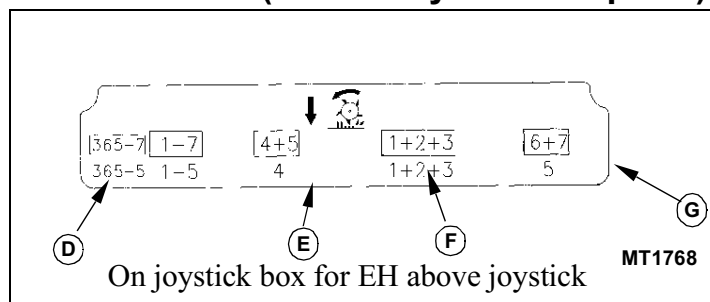 365-7 1-7 4+5 1+2+3 6+7
365-5 1-5 4 1+2+3 5
D E F G
MT1768
On joystick box for EH above joystick